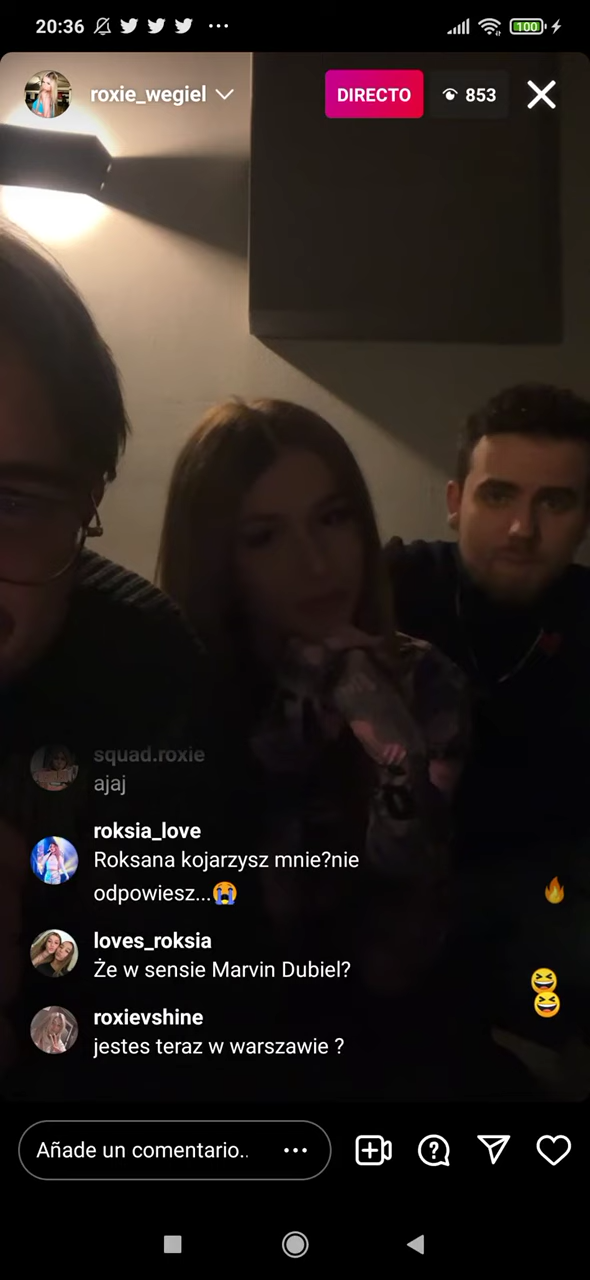 20:36
100
roxie_wegiel
DIRECTO
853
squad.roxie
ajaj
roksia_love
Roksana kojarzysz mnie?nie
odpowiesz...😭
loves_roksia
Że w sensie Marvin Dubiel?
roxievshine
jestes teraz w warszawie ?
Añade un comentario..